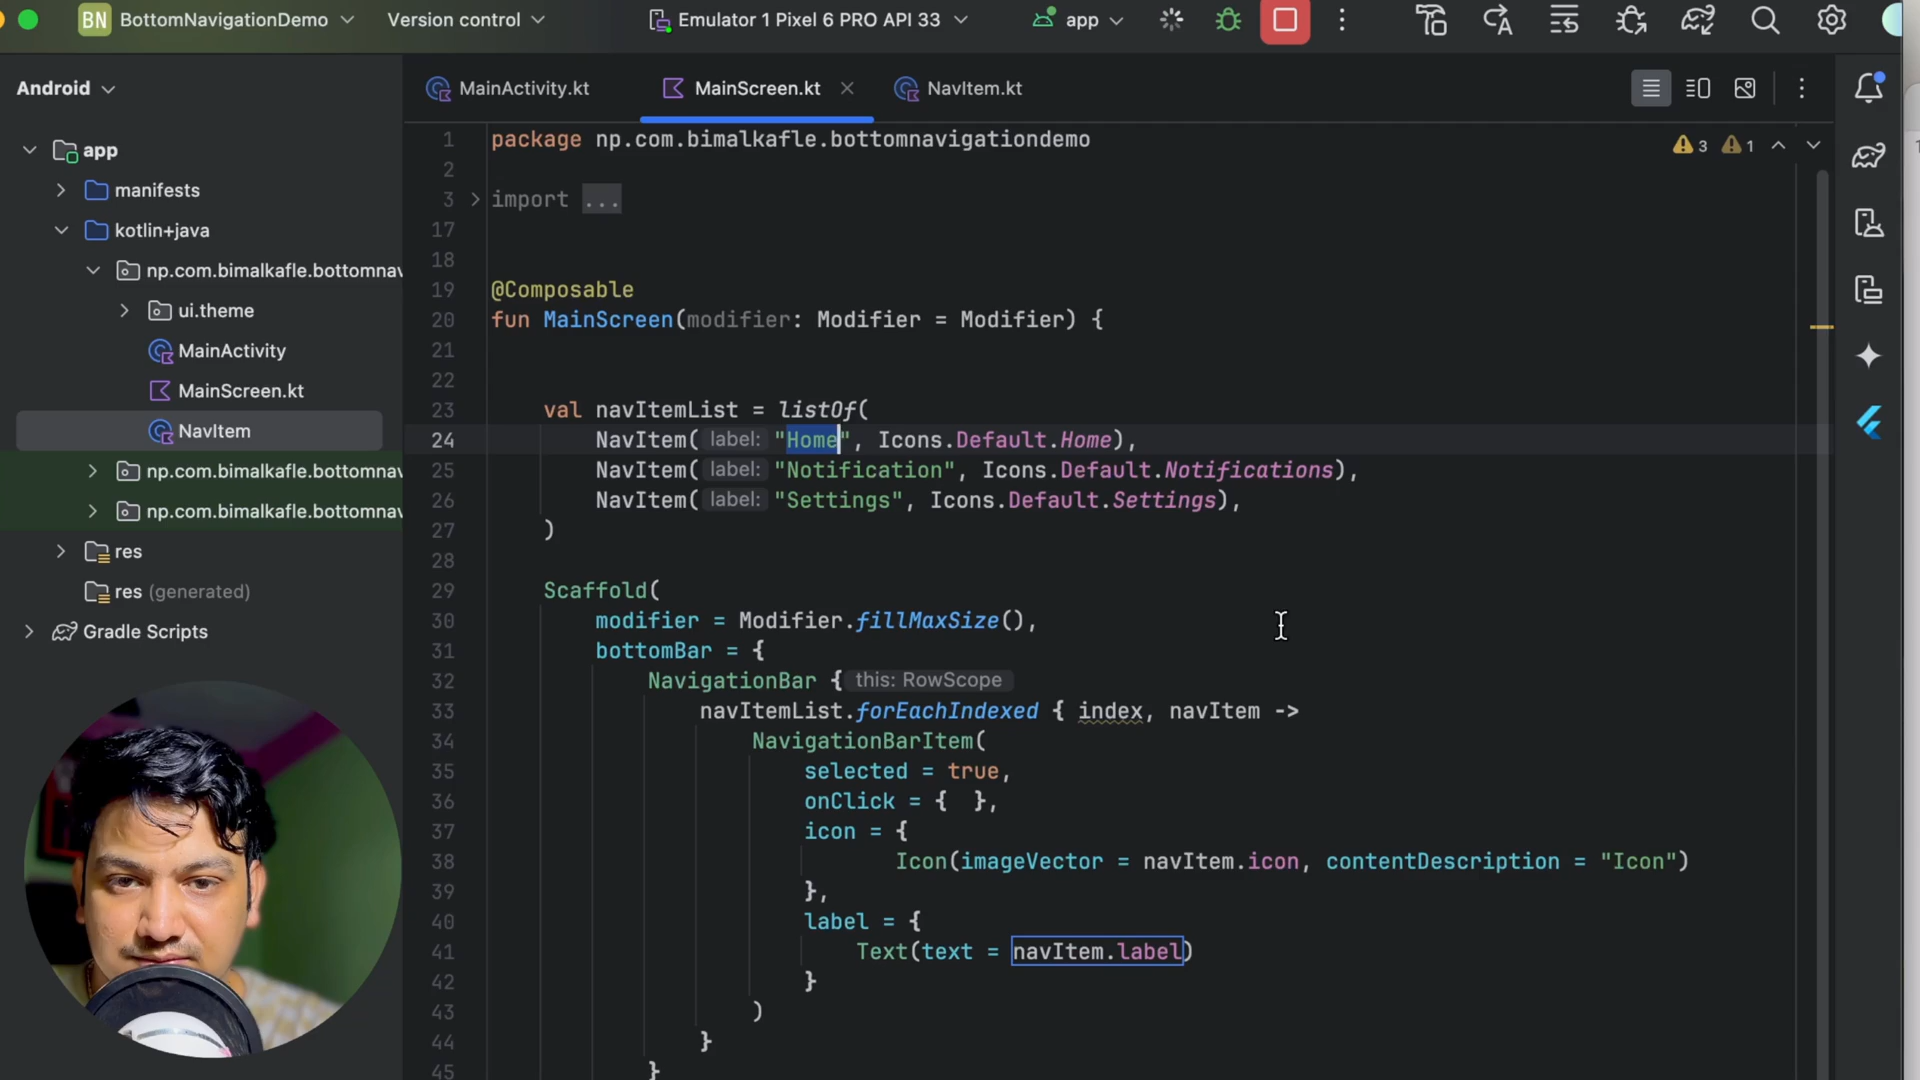 BN BottomNavigationDemo Version control Emulator 1 Pixel 6 PRO API 33 app
Android
MainActivity.kt MainScreen.kt NavItem.kt
app
manifests
kotlin+java
np.com.bimalkafle.bottomnav
ui.theme
MainActivity
MainScreen.kt
NavItem
np.com.bimalkafle.bottomnav
np.com.bimalkafle.bottomnav
res
res (generated)
Gradle Scripts
3 1
1 package np.com.bimalkafle.bottomnavigationdemo
2
3 import ...
17
18
19 @Composable
20 fun MainScreen(modifier: Modifier = Modifier) {
21
22
23 val navItemList = listOf(
24 NavItem( label: "Home", Icons.Default.Home),
25 NavItem( label: "Notification", Icons.Default.Notifications),
26 NavItem( label: "Settings", Icons.Default.Settings),
27 )
28
29 Scaffold(
30 modifier = Modifier.fillMaxSize(),
31 bottomBar = {
32 NavigationBar { this: RowScope
33 navItemList.forEachIndexed { index, navItem ->
34 NavigationBarItem(
35 selected = true,
36 onClick = { },
37 icon = {
38 Icon(imageVector = navItem.icon, contentDescription = "Icon")
39 },
40 label = {
41 Text(text = navItem.label)
42 }
43 )
44 }
45 }